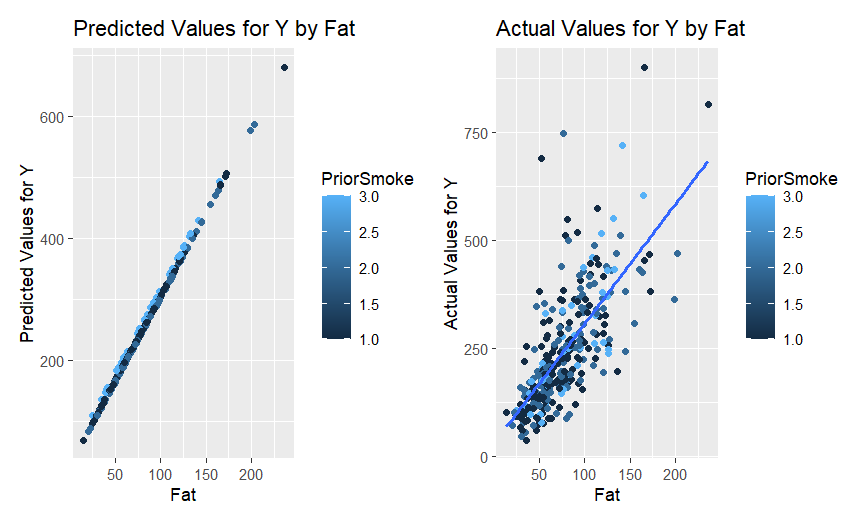 Predicted Values for Y by Fat
Predicted Values for Y
600
400
200
50 100 150 200
Fat
PriorSmoke
3.0
2.5
2.0
1.5
1.0
Actual Values for Y by Fat
Actual Values for Y
750
500
250
0
50 100 150 200
Fat
PriorSmoke
3.0
2.5
2.0
1.5
1.0